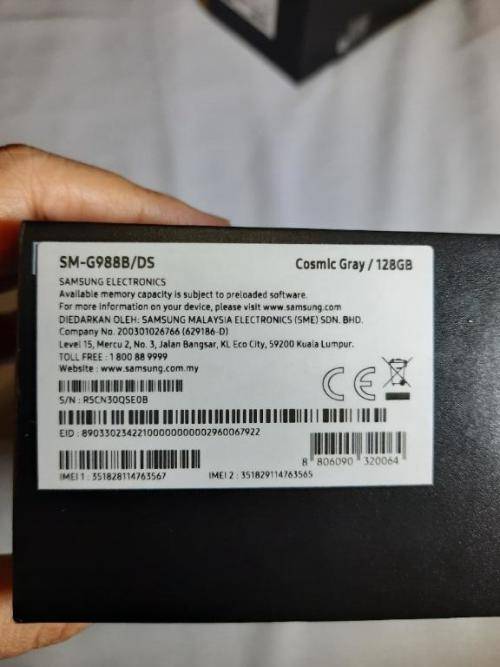 SM-G988B/DS
Cosmic Gray / 128GB
SAMSUNG ELECTRONICS
Available memory capacity is subject to preloaded software.
For more information on your device, please visit www.samsung.com
DIEDARKAN OLEH: SAMSUNG MALAYSIA ELECTRONICS (SME) SDN. BHD.
Company No. 200301026766 (629186-D)
Level 15, Mercu 2, No. 3, Jalan Bangsar, KL Eco City, 59200 Kuala Lumpur.
TOLL FREE : 1 800 88 9999
Website : www.samsung.com.my
CE
S/N : R5CN30QSE0B
EID : 89033023422100000000002960067922
8 806090 320064
IMEI 1 : 351828114763567
IMEI 2 : 351829114763565